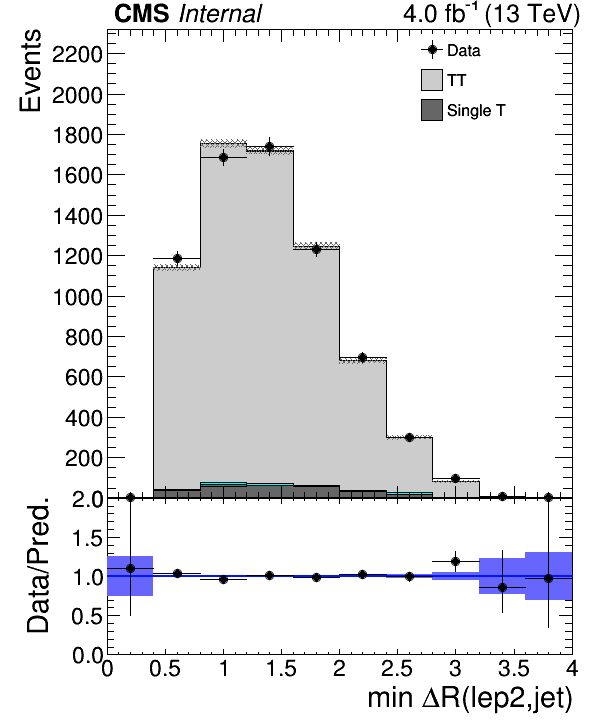 CMS Internal 4.0 fb⁻¹ (13 TeV)
Events
2200
2000
1800
1600
1400
1200
1000
800
600
400
200
Data
TT
Single T
Data/Pred.
2.0
1.5
1.0
0.5
0.0
0 0.5 1 1.5 2 2.5 3 3.5 4
min ΔR(lep2,jet)